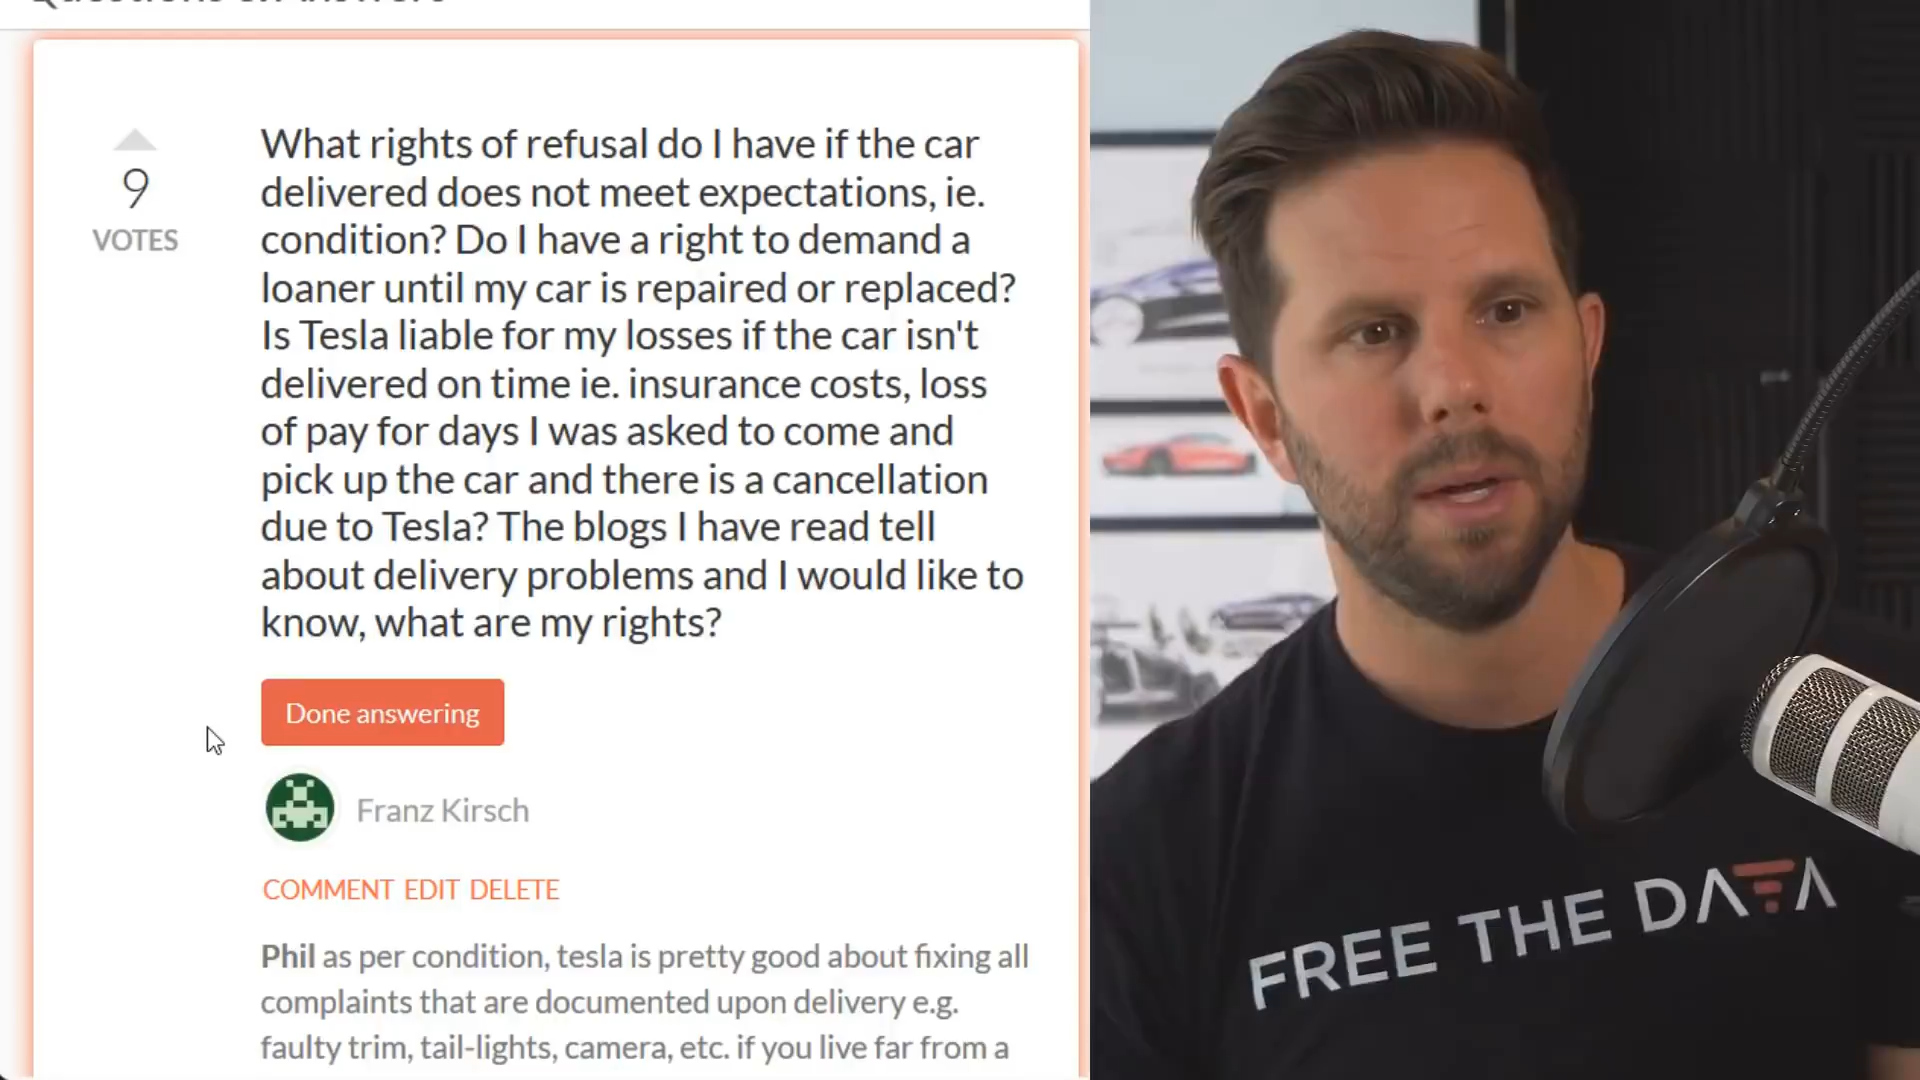 Questions on Answers
9
VOTES
What rights of refusal do I have if the car
delivered does not meet expectations, ie.
condition? Do I have a right to demand a
loaner until my car is repaired or replaced?
Is Tesla liable for my losses if the car isn't
delivered on time ie. insurance costs, loss
of pay for days I was asked to come and
pick up the car and there is a cancellation
due to Tesla? The blogs I have read tell
about delivery problems and I would like to
know, what are my rights?
Done answering
Franz Kirsch
COMMENT EDIT DELETE
Phil as per condition, tesla is pretty good about fixing all
complaints that are documented upon delivery e.g.
faulty trim, tail-lights, camera, etc. if you live far from a
FREE THE DATA